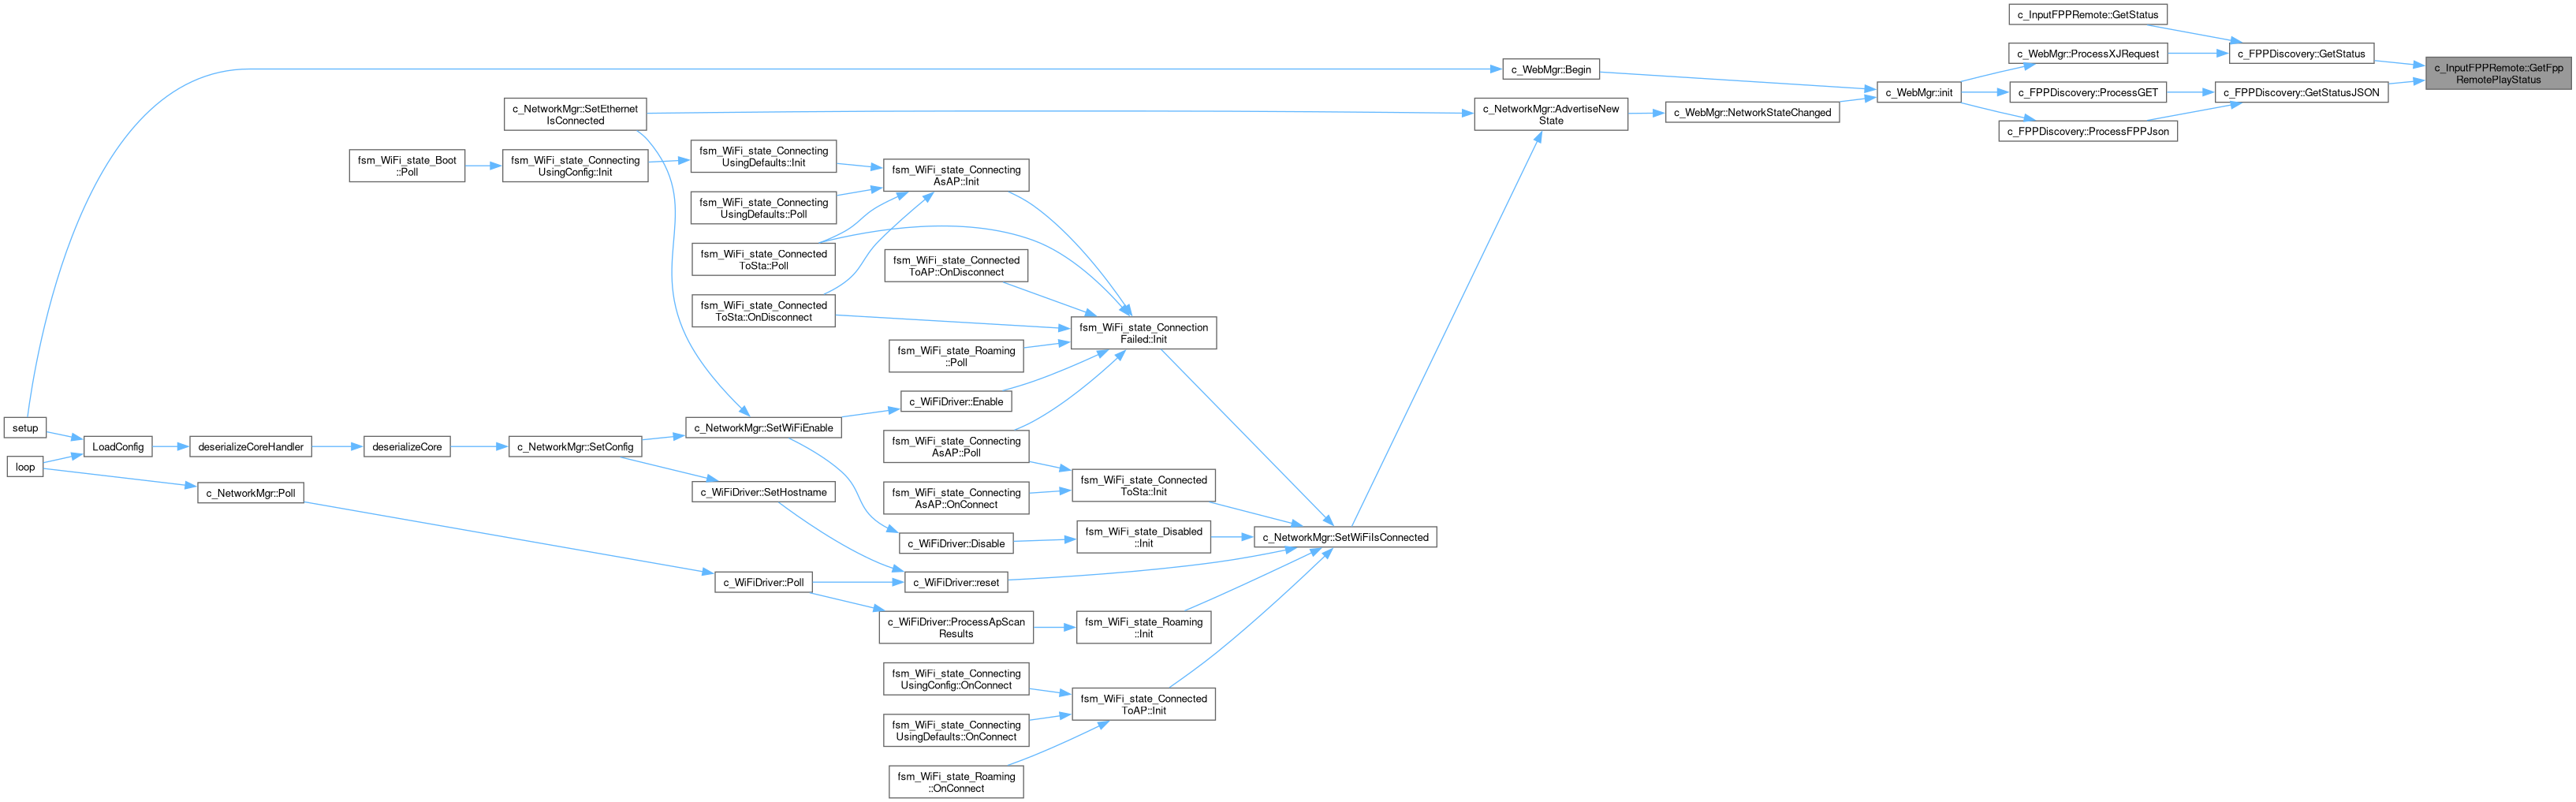 c_InputFPPRemote::GetStatus
c_WebMgr::ProcessXJRequest
c_FPPDiscovery::GetStatus
c_InputFPPRemote::GetFpp
RemotePlayStatus
c_WebMgr::Begin
c_WebMgr::init
c_FPPDiscovery::ProcessGET
c_FPPDiscovery::GetStatusJSON
c_NetworkMgr::SetEthernet
IsConnected
c_NetworkMgr::AdvertiseNew
State
c_WebMgr::NetworkStateChanged
c_FPPDiscovery::ProcessFPPJson
fsm_WiFi_state_Boot
::Poll
fsm_WiFi_state_Connecting
UsingConfig::Init
fsm_WiFi_state_Connecting
UsingDefaults::Init
fsm_WiFi_state_Connecting
AsAP::Init
fsm_WiFi_state_Connecting
UsingDefaults::Poll
fsm_WiFi_state_Connected
ToSta::Poll
fsm_WiFi_state_Connected
ToAP::OnDisconnect
fsm_WiFi_state_Connected
ToSta::OnDisconnect
fsm_WiFi_state_Connection
Failed::Init
fsm_WiFi_state_Roaming
::Poll
c_WiFiDriver::Enable
setup
LoadConfig
deserializeCoreHandler
deserializeCore
c_NetworkMgr::SetConfig
c_NetworkMgr::SetWiFiEnable
fsm_WiFi_state_Connecting
AsAP::Poll
loop
c_NetworkMgr::Poll
c_WiFiDriver::SetHostname
fsm_WiFi_state_Connecting
AsAP::OnConnect
fsm_WiFi_state_Connected
ToSta::Init
c_WiFiDriver::Disable
fsm_WiFi_state_Disabled
::Init
c_NetworkMgr::SetWiFiIsConnected
c_WiFiDriver::Poll
c_WiFiDriver::reset
c_WiFiDriver::ProcessApScan
Results
fsm_WiFi_state_Roaming
::Init
fsm_WiFi_state_Connecting
UsingConfig::OnConnect
fsm_WiFi_state_Connected
ToAP::Init
fsm_WiFi_state_Connecting
UsingDefaults::OnConnect
fsm_WiFi_state_Roaming
::OnConnect